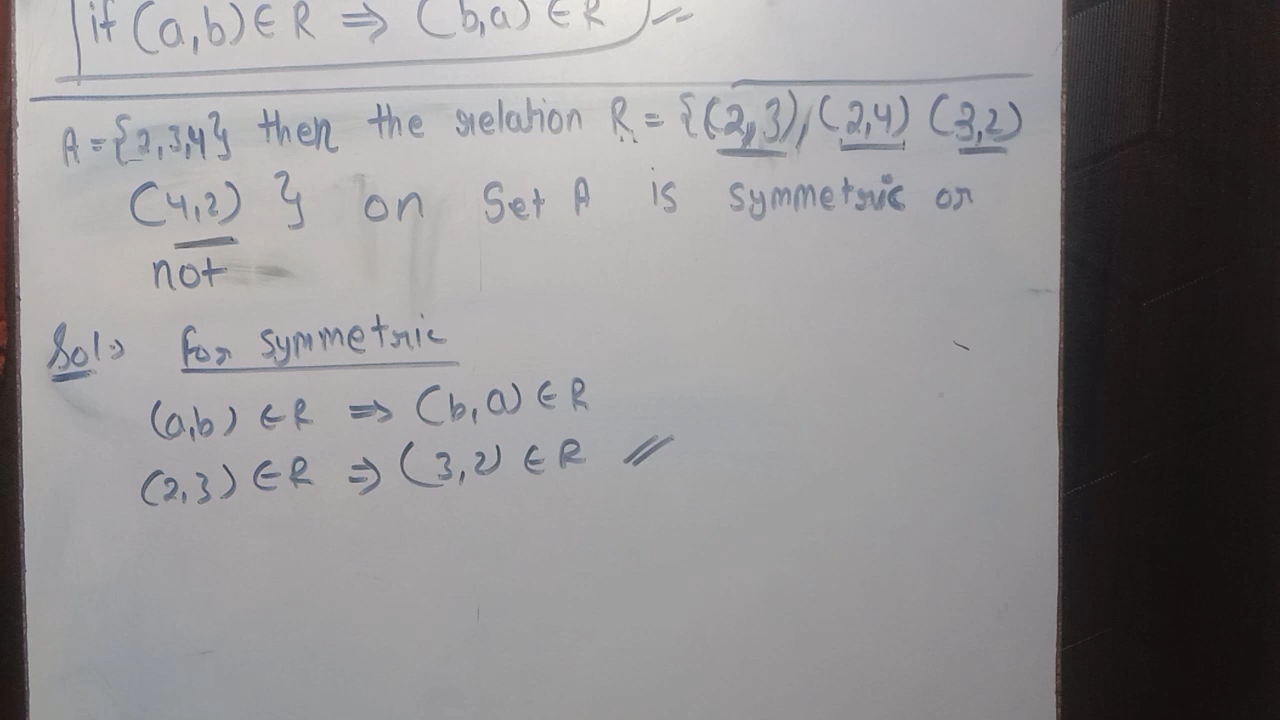 if (a,b) ∈ R ⇒ (b,a) ∈ R
A = {2,3,4} then the relation R = {(2,3), (2,4) (3,2)
(4,2) } on Set A is symmetric or
not
Sol: for symmetric
(a,b) ∈ R ⇒ (b,a) ∈ R
(2,3) ∈ R ⇒ (3,2) ∈ R //